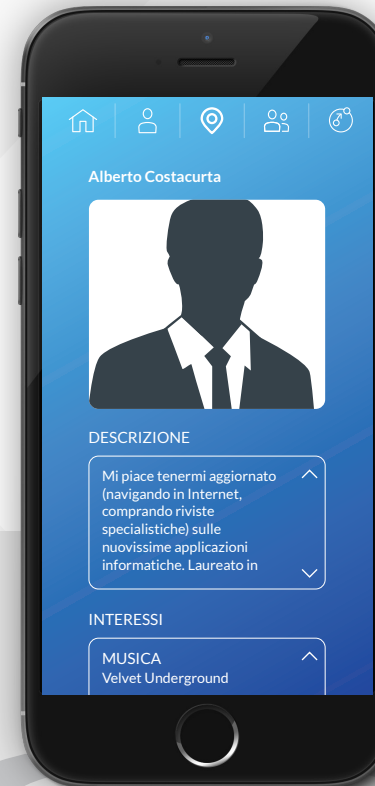 Alberto Costacurta
DESCRIZIONE
Mi piace tenermi aggiornato
(navigando in Internet,
comprando riviste
specialistiche) sulle
nuovissime applicazioni
informatiche. Laureato in
INTERESSI
MUSICA
Velvet Underground